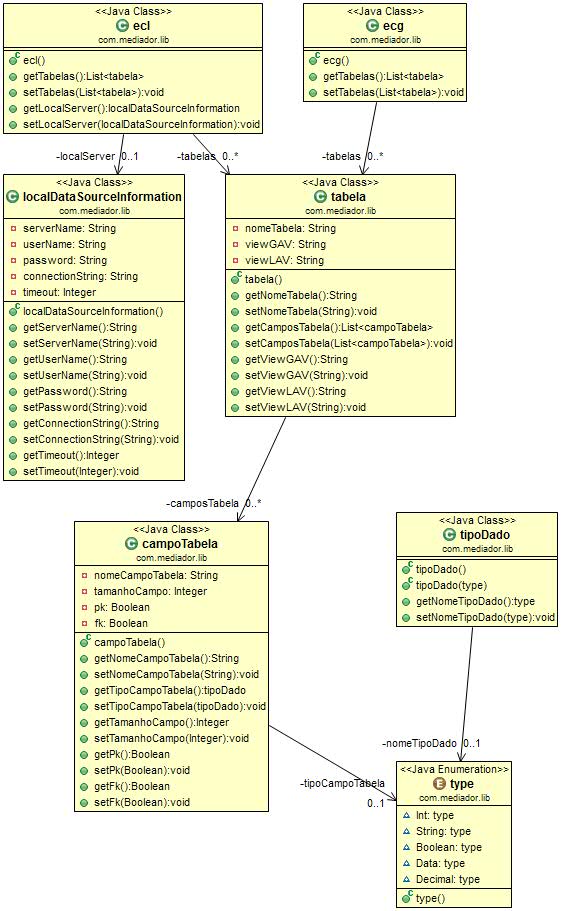 <<Java Class>>
ecl
com.mediador.lib
ecl()
getTabelas():List<tabela>
setTabelas(List<tabela>):void
getLocalServer():localDataSourceInformation
setLocalServer(localDataSourceInformation):void
<<Java Class>>
ecg
com.mediador.lib
ecg()
getTabelas():List<tabela>
setTabelas(List<tabela>):void
-localServer 0..1
-tabelas 0..*
-tabelas 0..*
<<Java Class>>
localDataSourceInformation
com.mediador.lib
serverName: String
userName: String
password: String
connectionString: String
timeout: Integer
localDataSourceInformation()
getServerName():String
setServerName(String):void
getUserName():String
setUserName(String):void
getPassword():String
setPassword(String):void
getConnectionString():String
setConnectionString(String):void
getTimeout():Integer
setTimeout(Integer):void
<<Java Class>>
tabela
com.mediador.lib
nomeTabela: String
viewGAV: String
viewLAV: String
tabela()
getNomeTabela():String
setNomeTabela(String):void
getCamposTabela():List<campoTabela>
setCamposTabela(List<campoTabela>):void
getViewGAV():String
setViewGAV(String):void
getViewLAV():String
setViewLAV(String):void
-camposTabela 0..*
<<Java Class>>
campoTabela
com.mediador.lib
nomeCampoTabela: String
tamanhoCampo: Integer
pk: Boolean
fk: Boolean
campoTabela()
getNomeCampoTabela():String
setNomeCampoTabela(String):void
getTipoCampoTabela():tipoDado
setTipoCampoTabela(tipoDado):void
getTamanhoCampo():Integer
setTamanhoCampo(Integer):void
getPk():Boolean
setPk(Boolean):void
getFk():Boolean
setFk(Boolean):void
<<Java Class>>
tipoDado
com.mediador.lib
tipoDado()
tipoDado(type)
getNomeTipoDado():type
setNomeTipoDado(type):void
-nomeTipoDado 0..1
-tipoCampoTabela
0..1
<<Java Enumeration>>
type
com.mediador.lib
Int: type
String: type
Boolean: type
Data: type
Decimal: type
type()